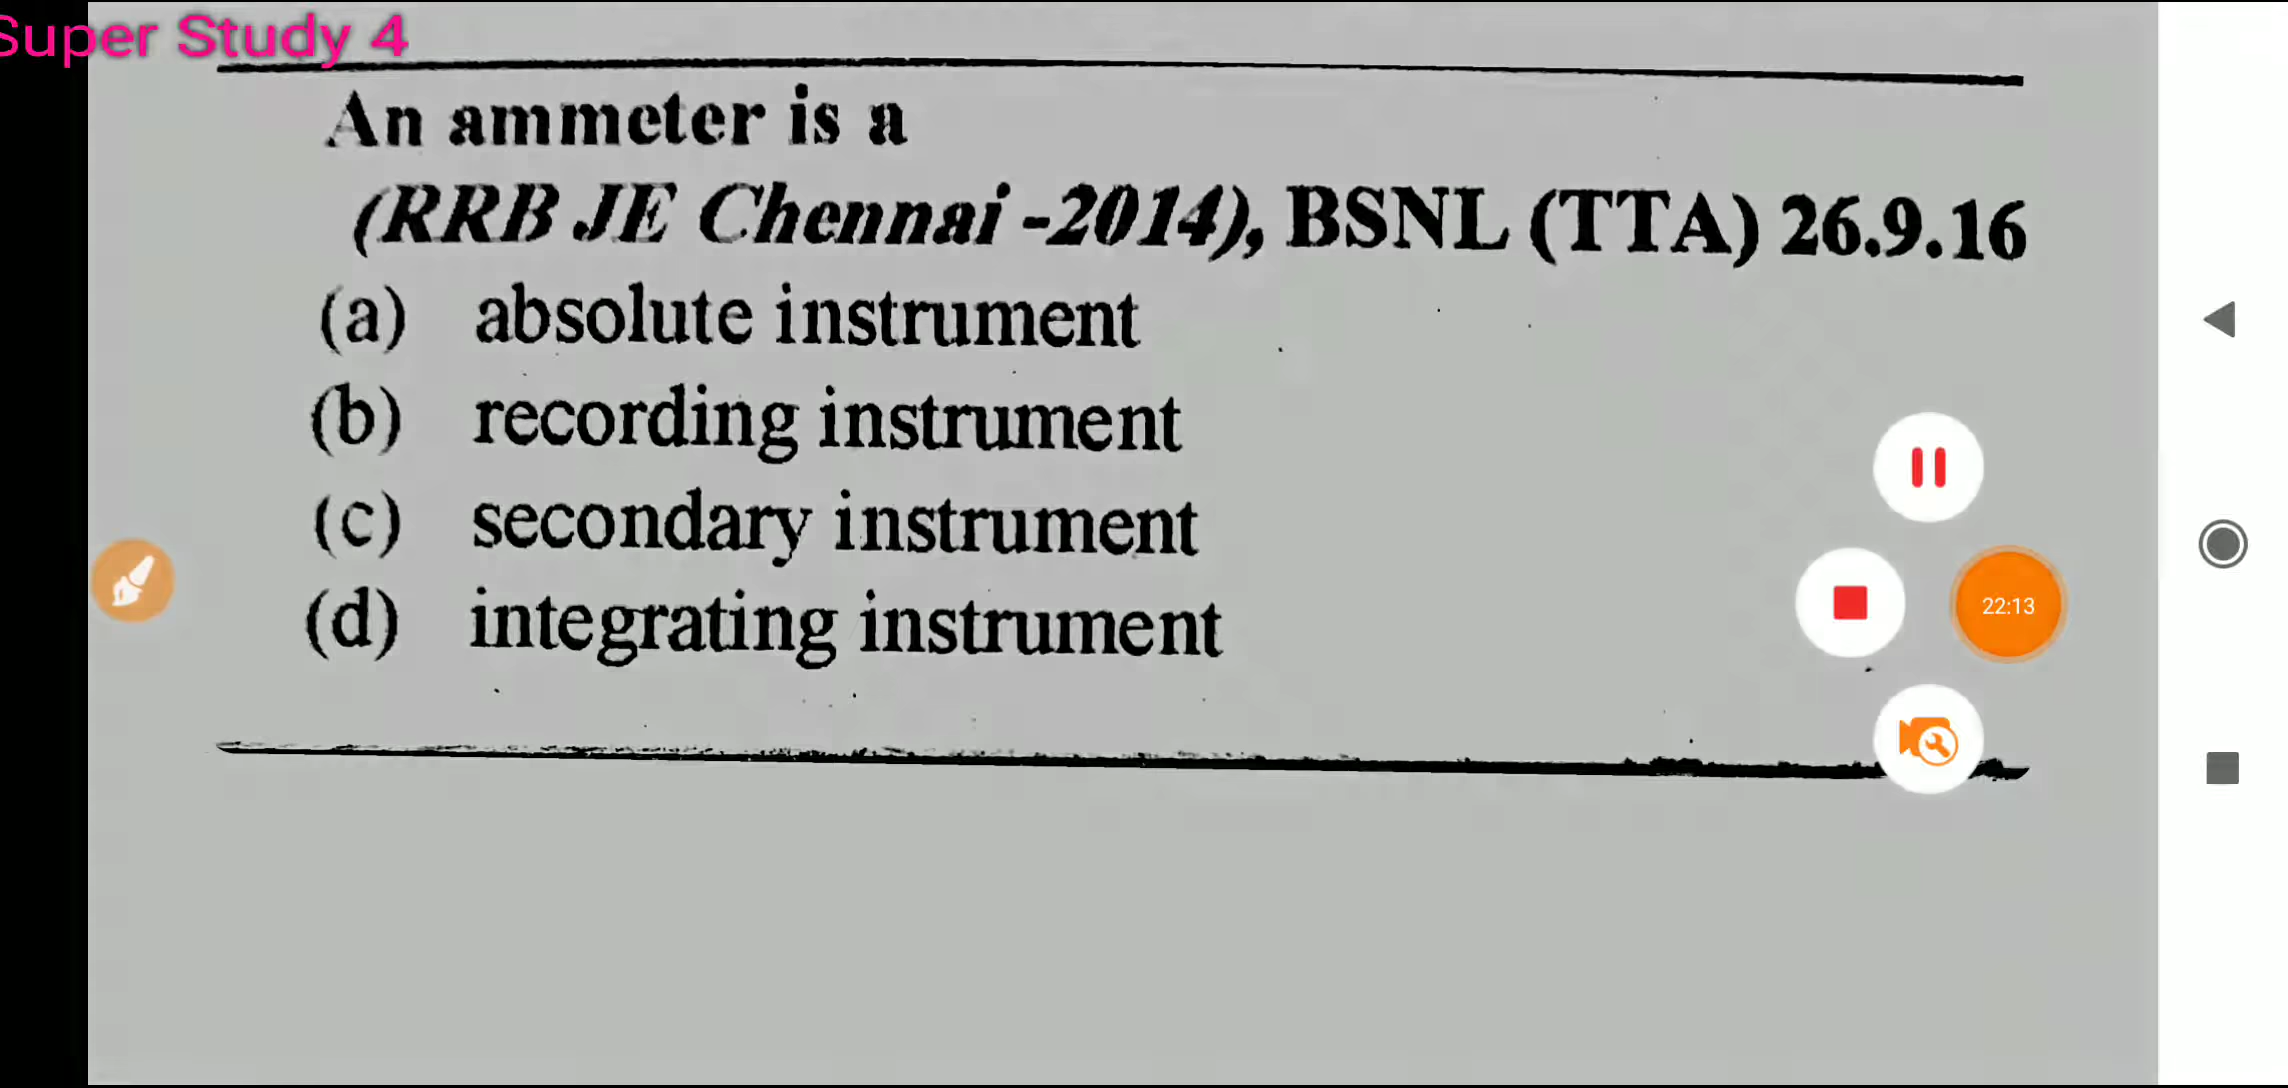 Super Study 4
An ammeter is a
(RRB JE Chennai -2014), BSNL (TTA) 26.9.16
(a) absolute instrument
(b) recording instrument
(c) secondary instrument
(d) integrating instrument
22:13